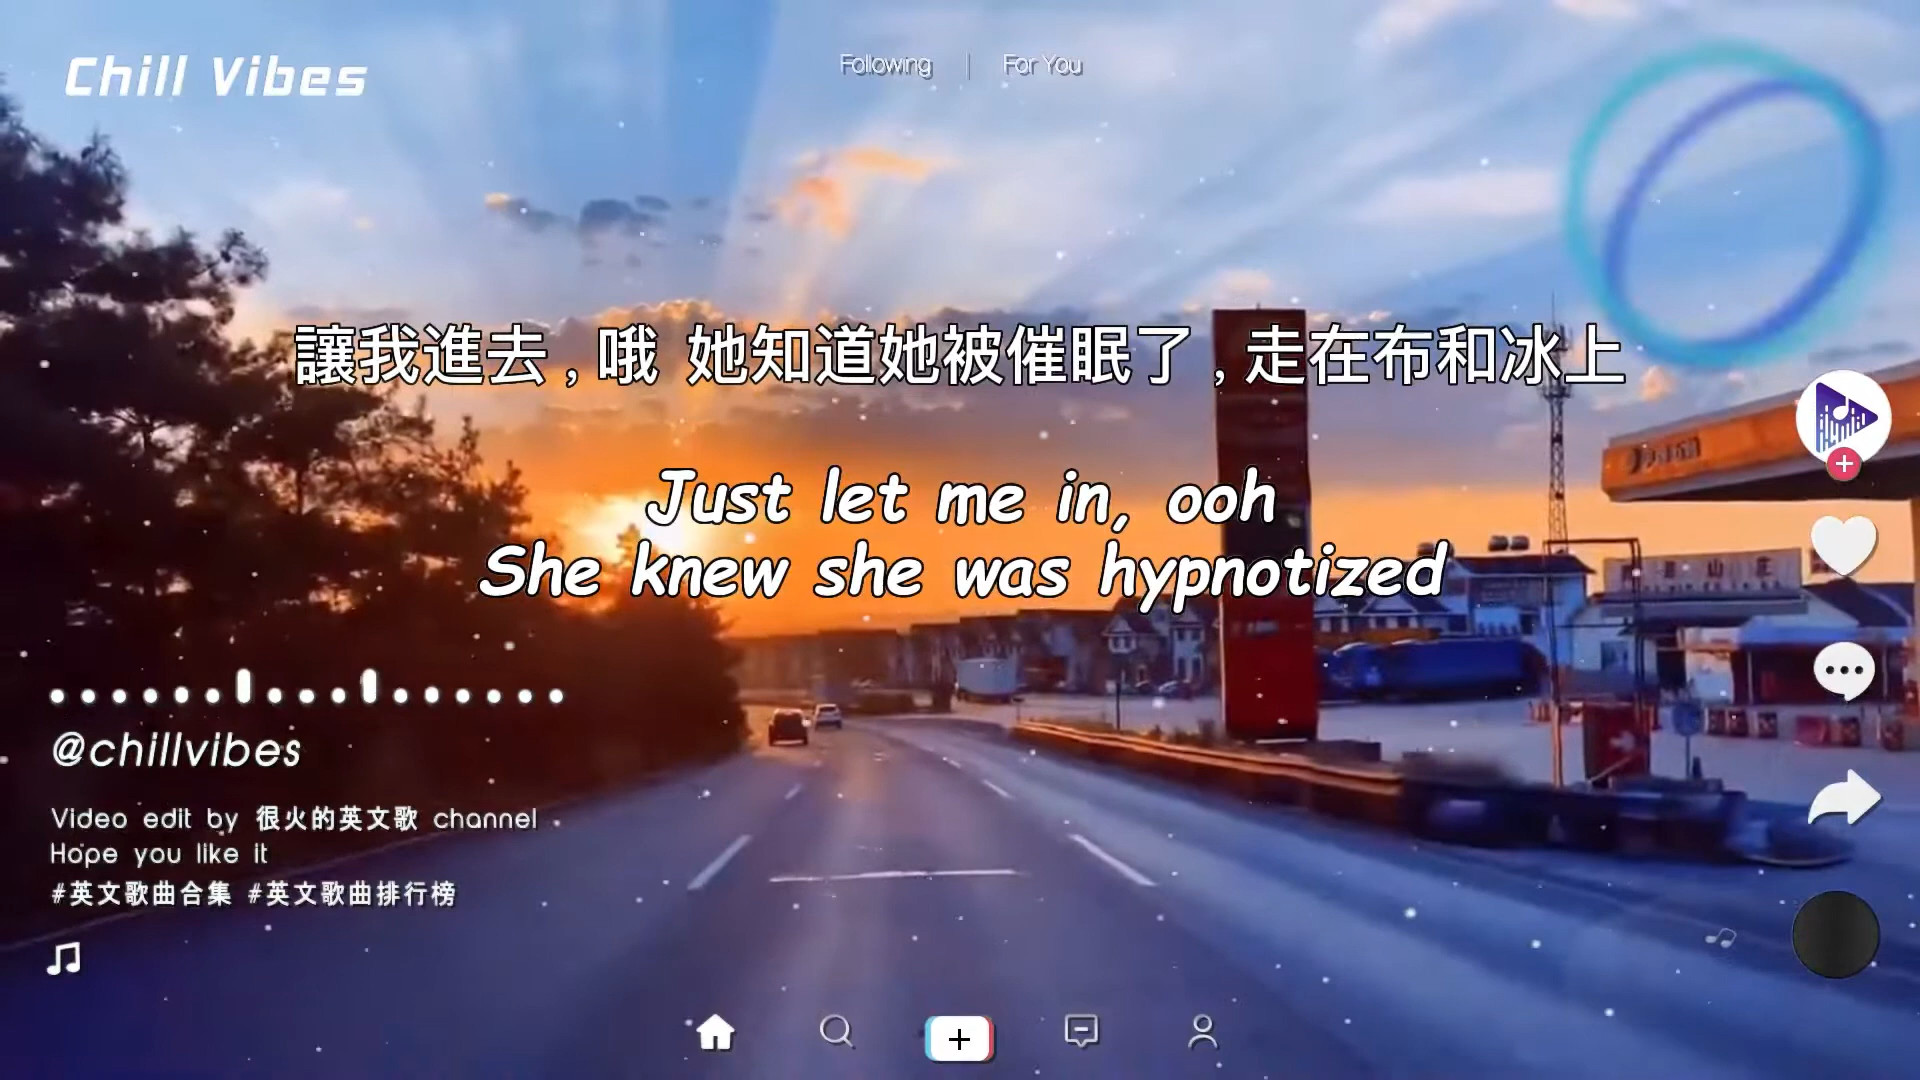 Chill Vibes
Following | For You
讓我進去, 哦 她知道她被催眠了, 走在布和冰上
Just let me in, ooh
She knew she was hypnotized
山庄
@chillvibes
Video edit by 很火的英文歌 channel
Hope you like it
#英文歌曲合集 #英文歌曲排行榜